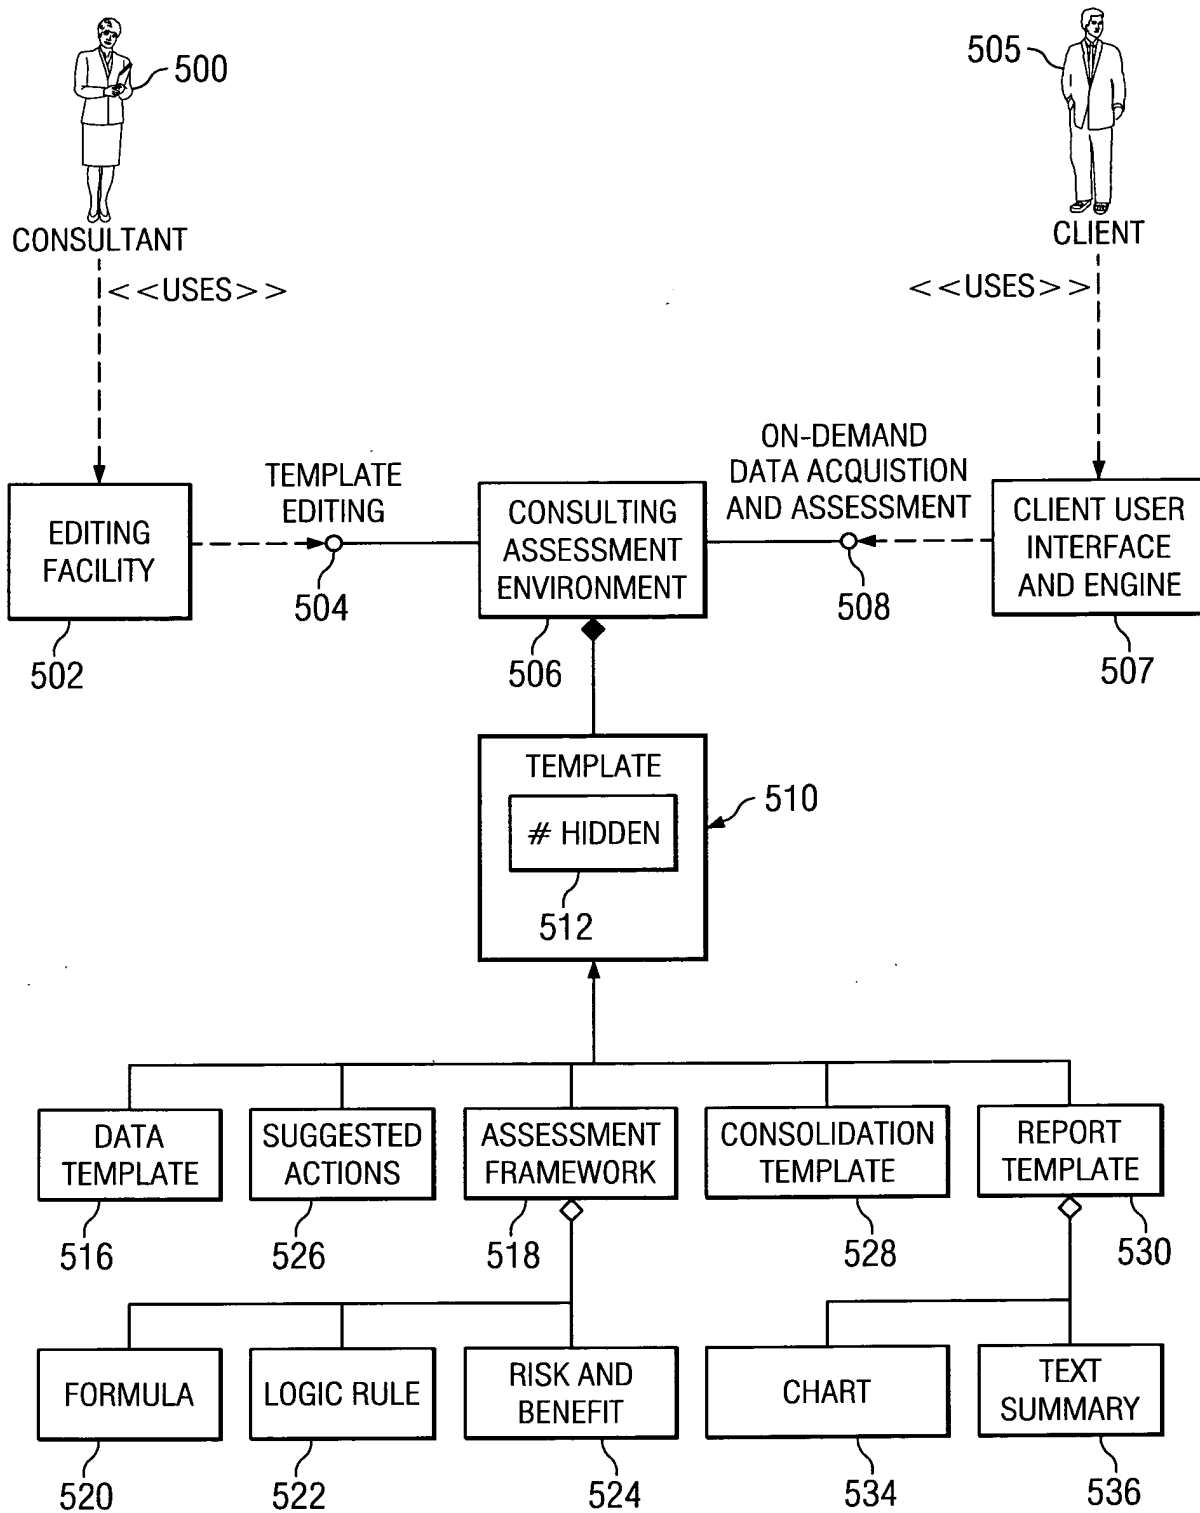 500
505
CONSULTANT
CLIENT
<<USES>>
<<USES>>
EDITING
FACILITY
502
TEMPLATE
EDITING
504
CONSULTING
ASSESSMENT
ENVIRONMENT
506
ON-DEMAND
DATA ACQUISTION
AND ASSESSMENT
508
CLIENT USER
INTERFACE
AND ENGINE
507
TEMPLATE
# HIDDEN
512
510
DATA
TEMPLATE
516
SUGGESTED
ACTIONS
526
ASSESSMENT
FRAMEWORK
518
CONSOLIDATION
TEMPLATE
528
REPORT
TEMPLATE
530
FORMULA
520
LOGIC RULE
522
RISK AND
BENEFIT
524
CHART
534
TEXT
SUMMARY
536